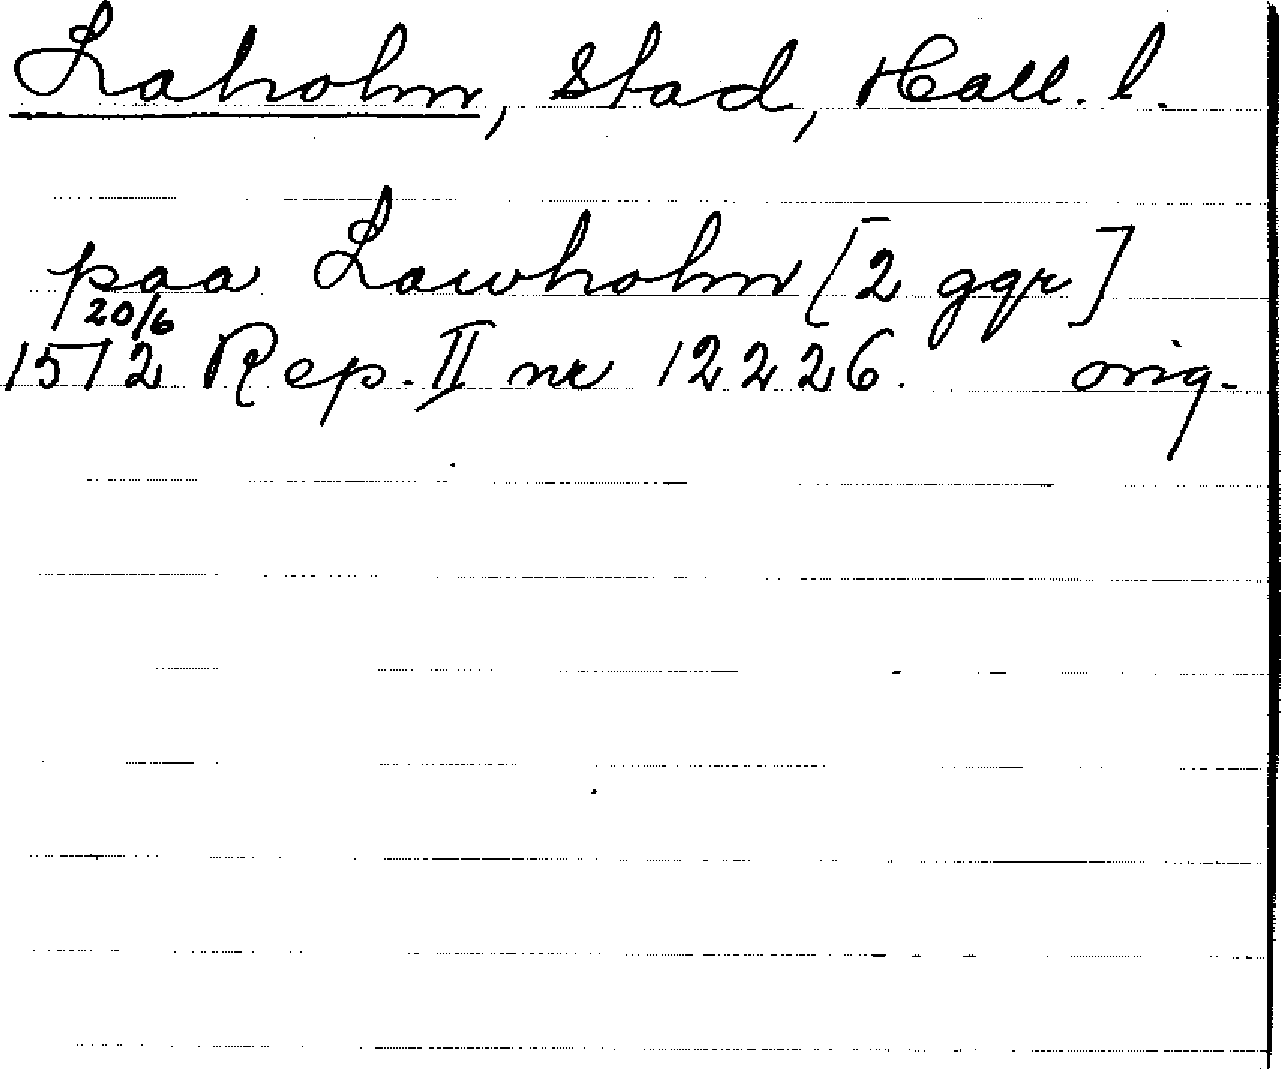 Laholm, Stad, Hall. l.
paa Lawholm [2 ggr]
20/6
1572 Rep. II nr 12226. orig.